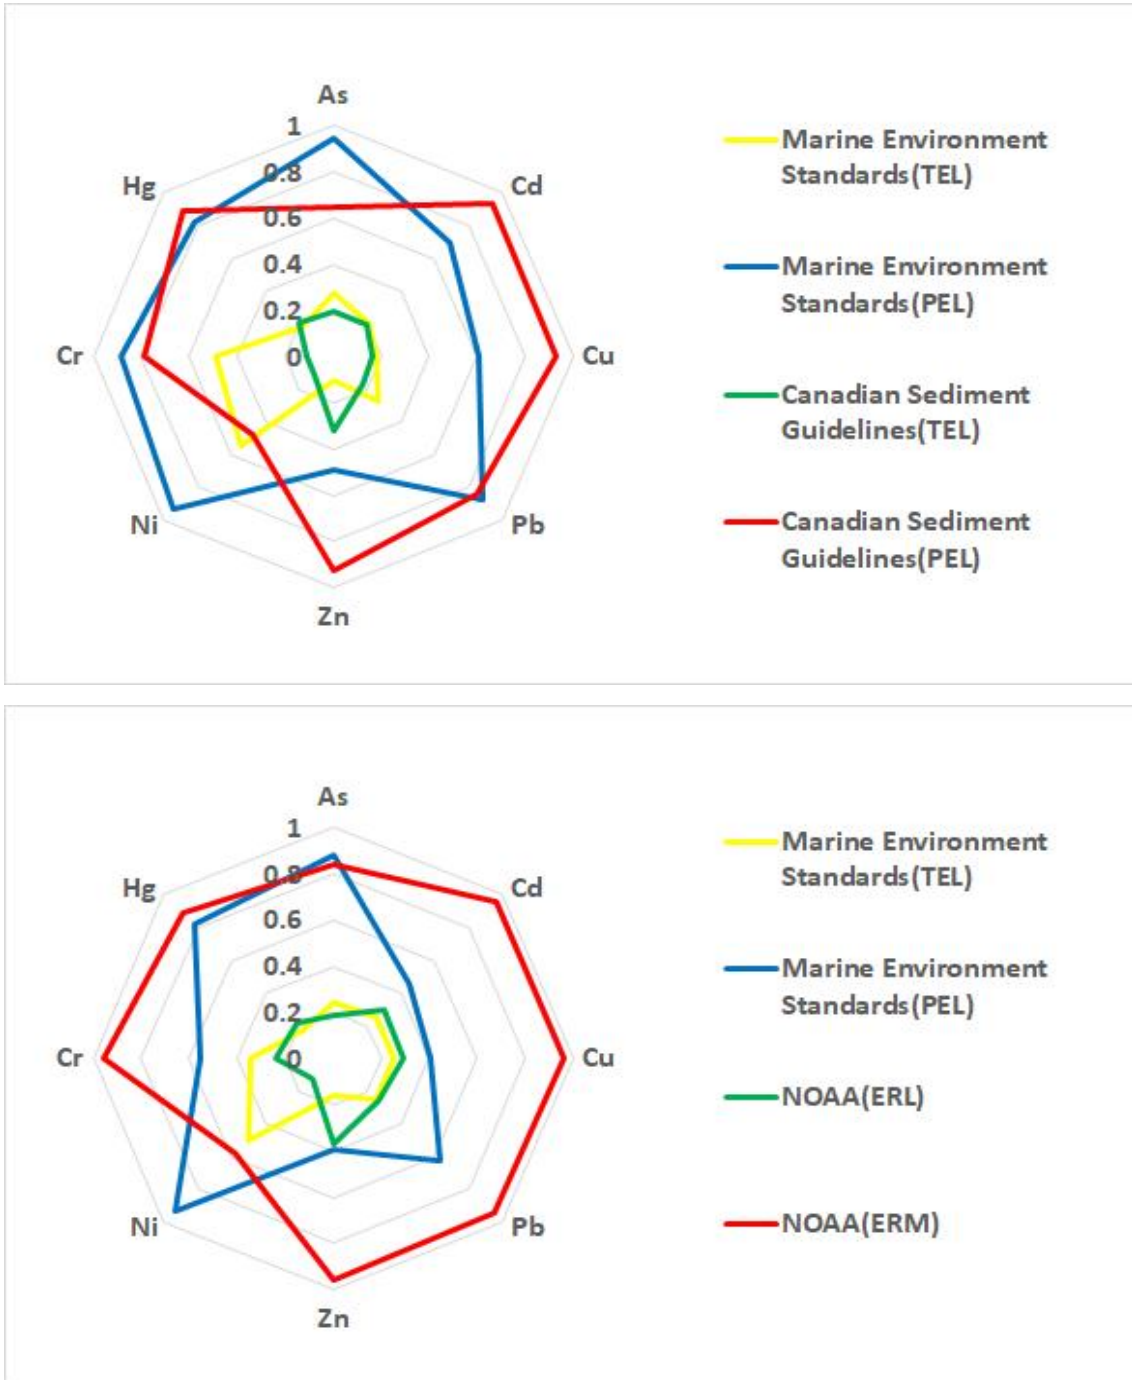 As
1
0.8
0.6
0.4
0.2
0
Hg
Cd
Cr
Cu
Ni
Pb
Zn
Marine Environment
Standards(TEL)
Marine Environment
Standards(PEL)
Canadian Sediment
Guidelines(TEL)
Canadian Sediment
Guidelines(PEL)
As
1
0.8
0.6
0.4
0.2
0
Hg
Cd
Cr
Cu
Ni
Pb
Zn
Marine Environment
Standards(TEL)
Marine Environment
Standards(PEL)
NOAA(ERL)
NOAA(ERM)